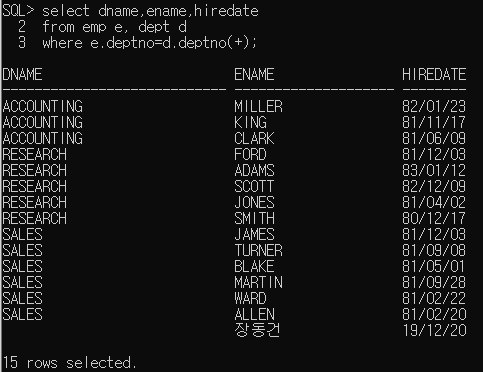 SQL> select dname,ename,hiredate
  2  from emp e, dept d
  3  where e.deptno=d.deptno(+);
DNAME                        ENAME                HIREDATE
---------------------------- -------------------- --------
ACCOUNTING                   MILLER               82/01/23
ACCOUNTING                   KING                 81/11/17
ACCOUNTING                   CLARK                81/06/09
RESEARCH                     FORD                 81/12/03
RESEARCH                     ADAMS                83/01/12
RESEARCH                     SCOTT                82/12/09
RESEARCH                     JONES                81/04/02
RESEARCH                     SMITH                80/12/17
SALES                        JAMES                81/12/03
SALES                        TURNER               81/09/08
SALES                        BLAKE                81/05/01
SALES                        MARTIN               81/09/28
SALES                        WARD                 81/02/22
SALES                        ALLEN                81/02/20
                             장동건               19/12/20
15 rows selected.